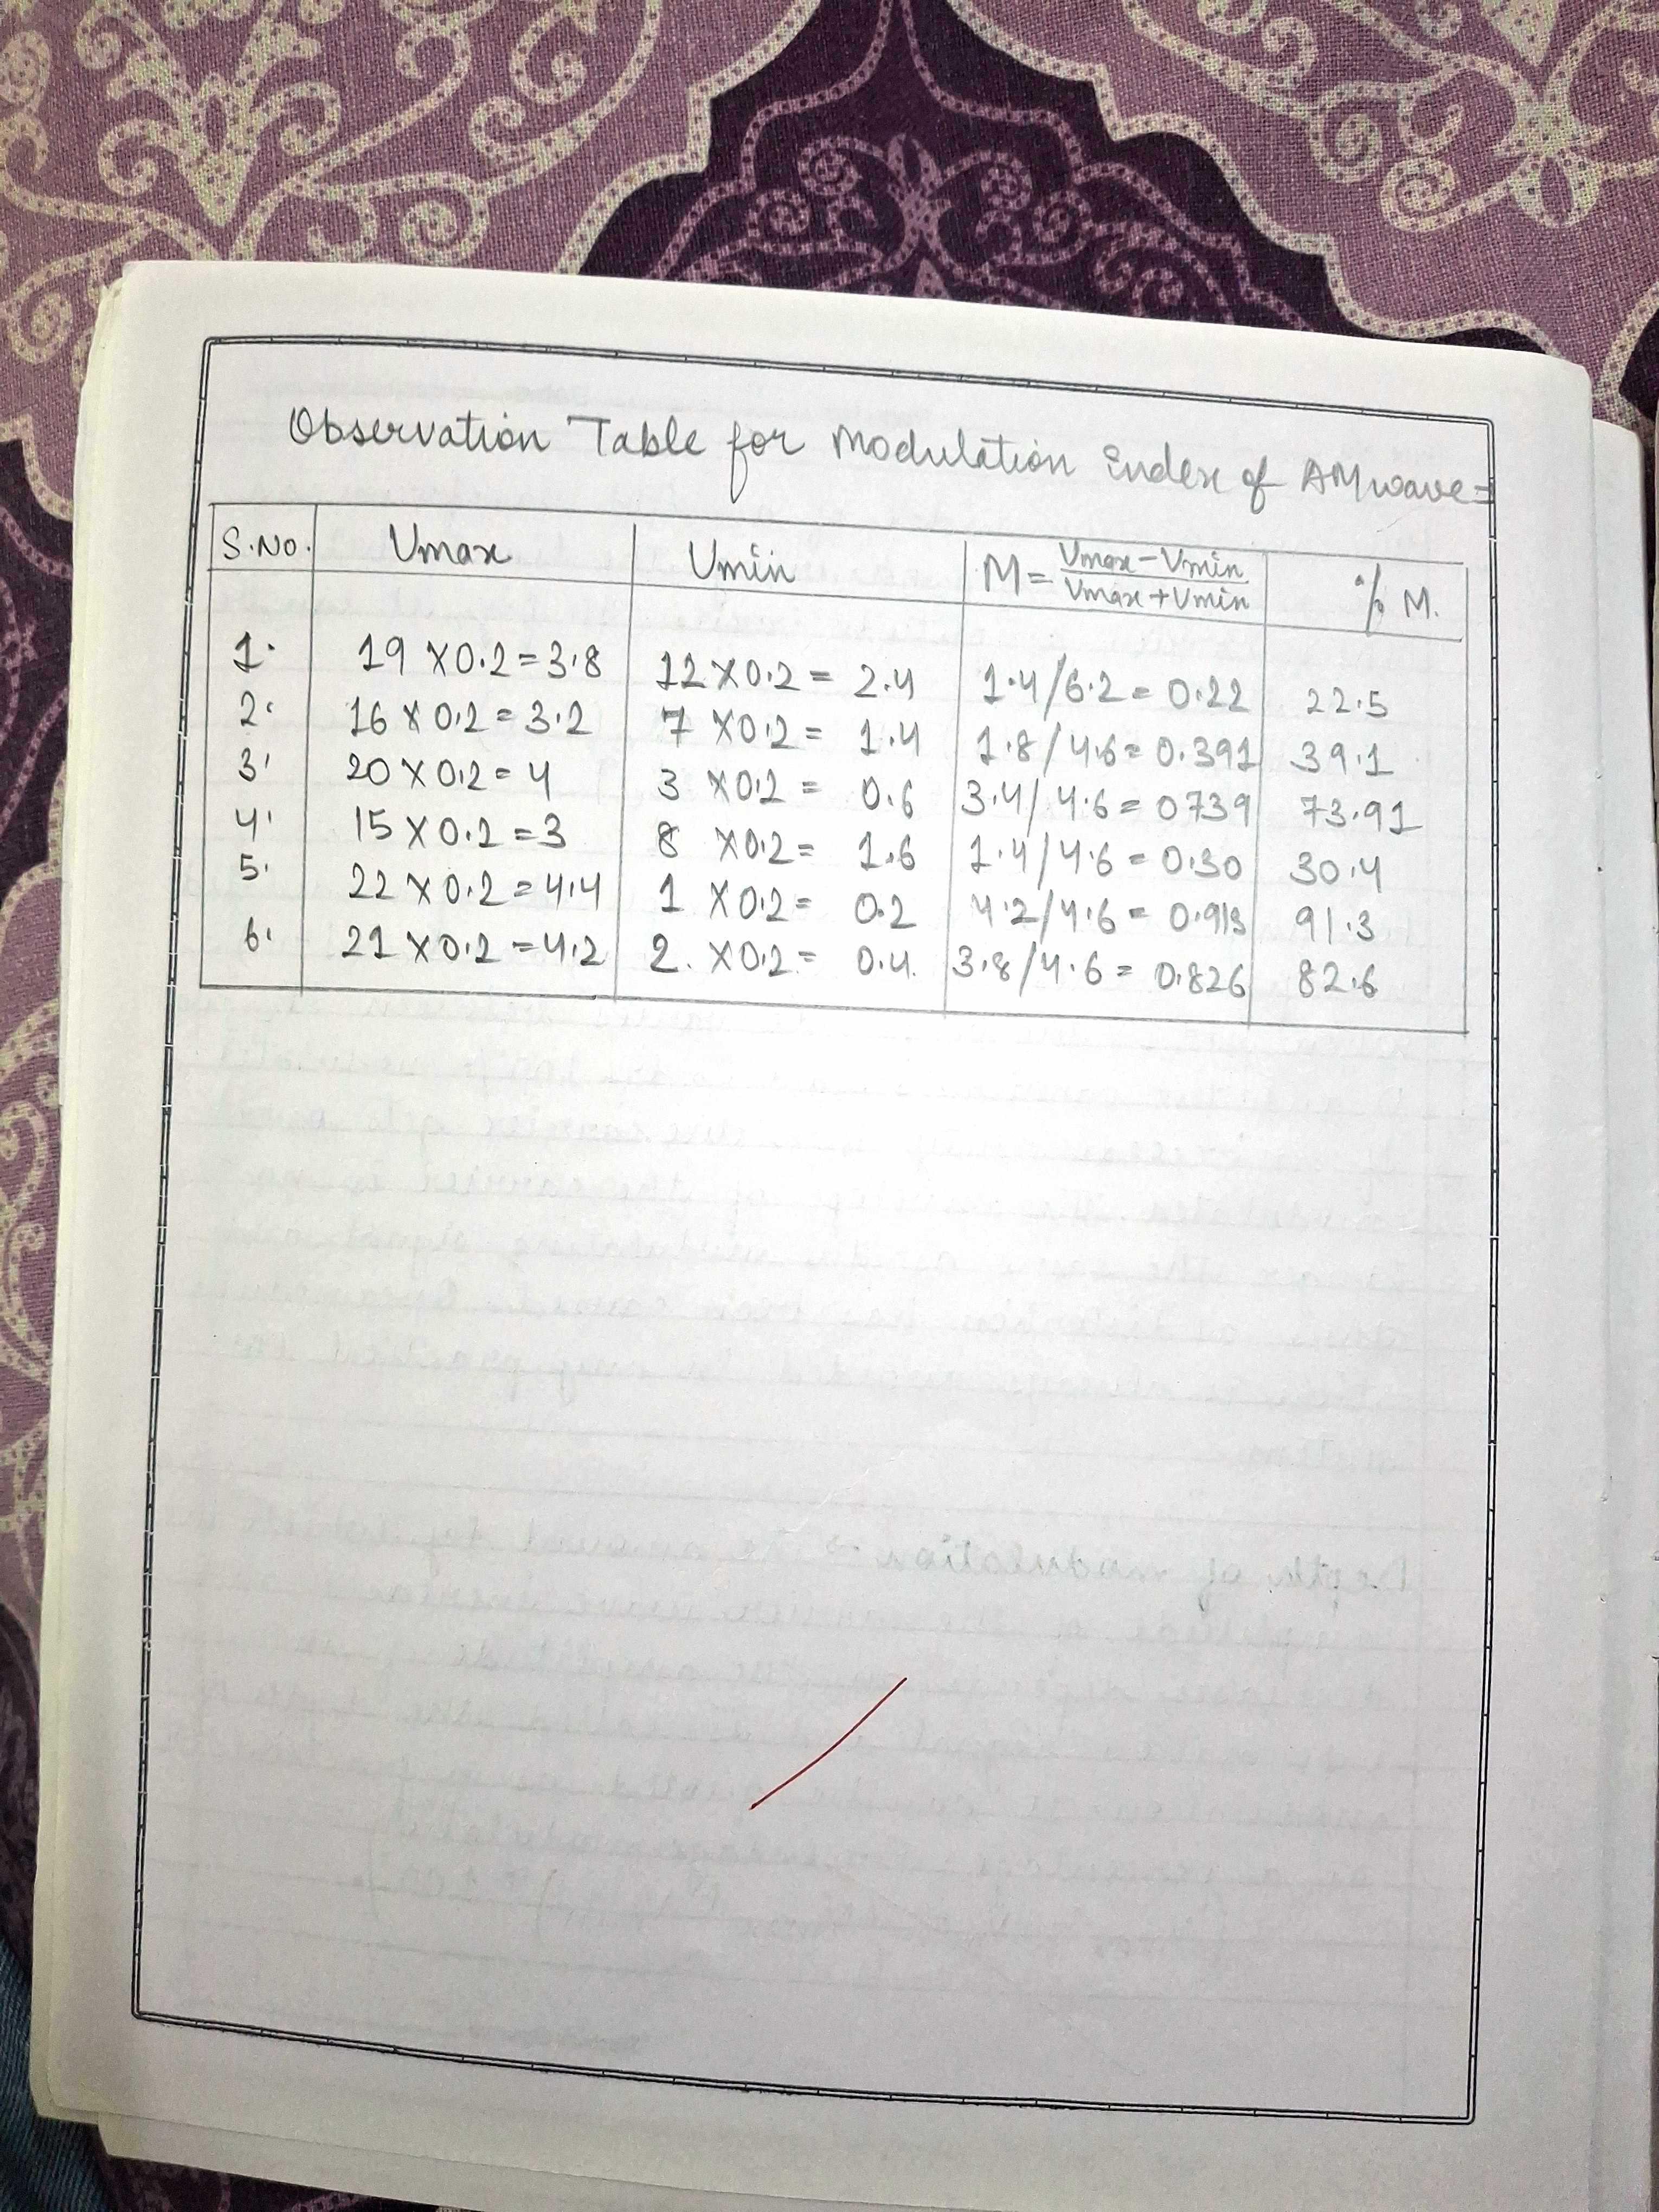 Observation Table for Modulation Index of AM wave =
S.No. Vmax Vmin M = Vmax - Vmin / Vmax + Vmin % M.
1. 19 X 0.2 = 3.8 12 X 0.2 = 2.4 1.4/6.2 = 0.22 22.5
2. 16 X 0.2 = 3.2 7 X 0.2 = 1.4 1.8/4.6 = 0.391 39.1
3. 20 X 0.2 = 4 3 X 0.2 = 0.6 3.4/4.6 = 0739 73.91
4. 15 X 0.2 = 3 8 X 0.2 = 1.6 1.4/4.6 = 0.30 30.4
5. 22 X 0.2 = 4.4 1 X 0.2 = 0.2 4.2/4.6 = 0.913 91.3
6. 21 X 0.2 = 4.2 2. X 0.2 = 0.4 3.8/4.6 = 0.826 82.6